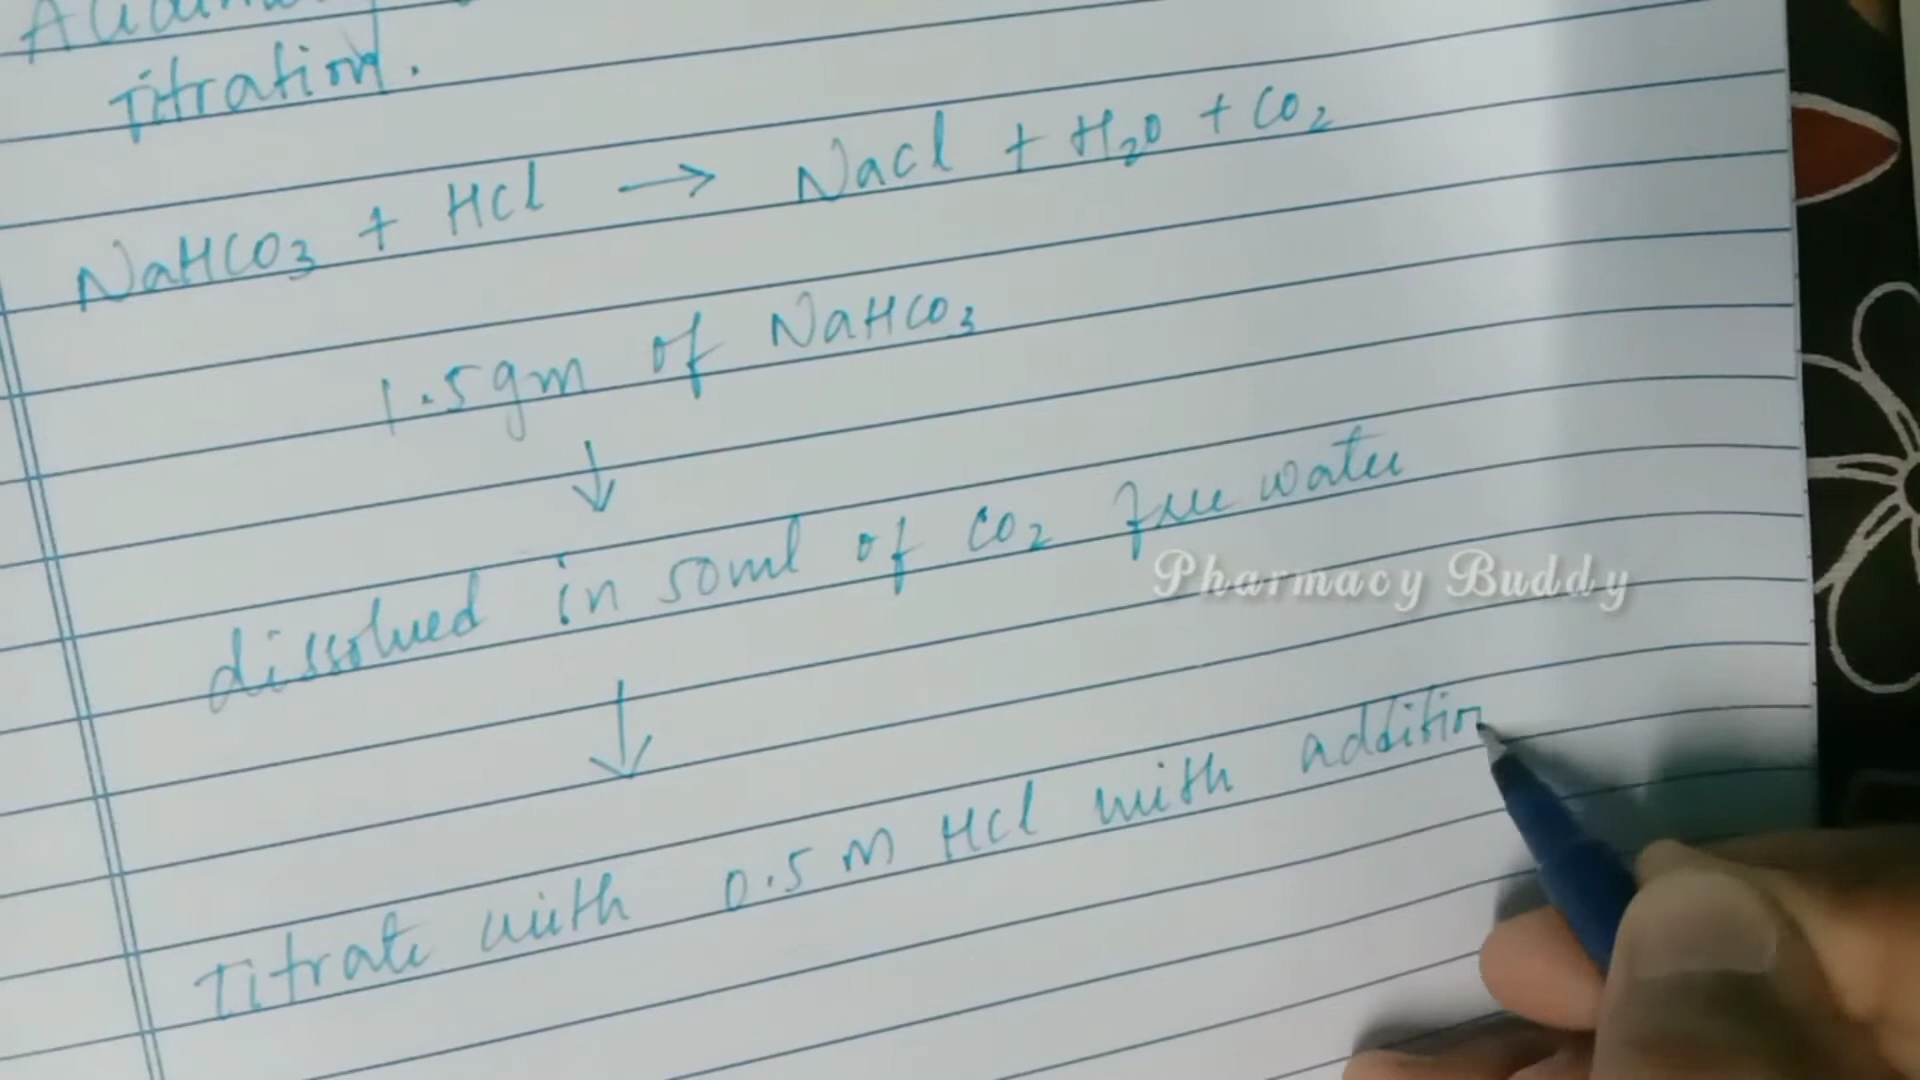 Titration.
NaHCO3 + HCl → NaCl + H2O + CO2
1.5gm of NaHCO3
↓
dissolved in 50ml of CO2 free water
Pharmacy Buddy
↓
Titrate with 0.5 M HCl with addition